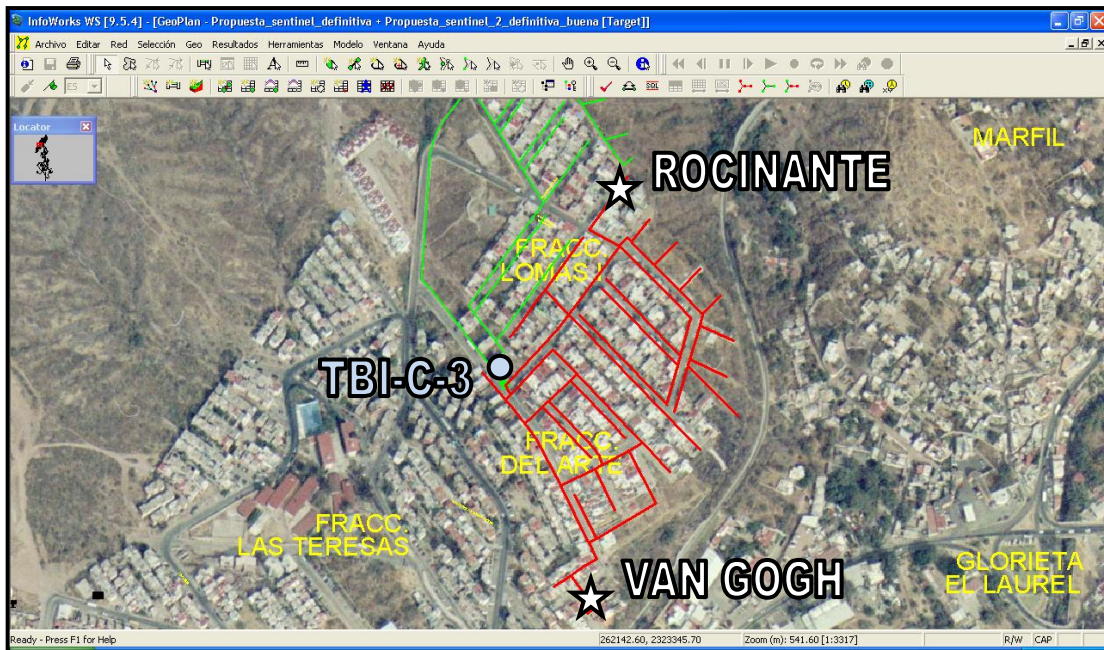 InfoWorks WS [9.5.4] - [GeoPlan - Propuesta_sentinel_definitiva + Propuesta_sentinel_2_definitiva_buena [Target]]
Archivo Editar Red Selección Geo Resultados Herramientas Modelo Ventana Ayuda
ES
SQL
Locator
MARFIL
ROCINANTE
FRACC.
LOMAS I
TBI-C-3
FRACC.
DEL ARTE
FRACC.
LAS TERESAS
VAN GOGH
GLORIETA
EL LAUREL
Ready - Press F1 for Help
262142.60, 2323345.70
Zoom (m): 541.60 [1:3317]
R/W
CAP